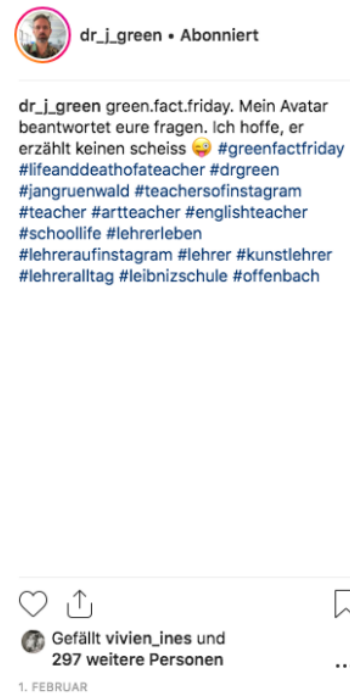 dr_j_green • Abonniert
dr_j_green green.fact.friday. Mein Avatar
beantwortet eure fragen. Ich hoffe, er
erzählt keinen scheiss 😜 #greenfactfriday
#lifeanddeathofateacher #drgreen
#jangruenwald #teachersofinstagram
#teacher #artteacher #englishteacher
#schoollife #lehrerleben
#lehreraufinstagram #lehrer #kunstlehrer
#lehreralltag #leibnizschule #offenbach
Gefällt vivien_ines und
297 weitere Personen
1. FEBRUAR